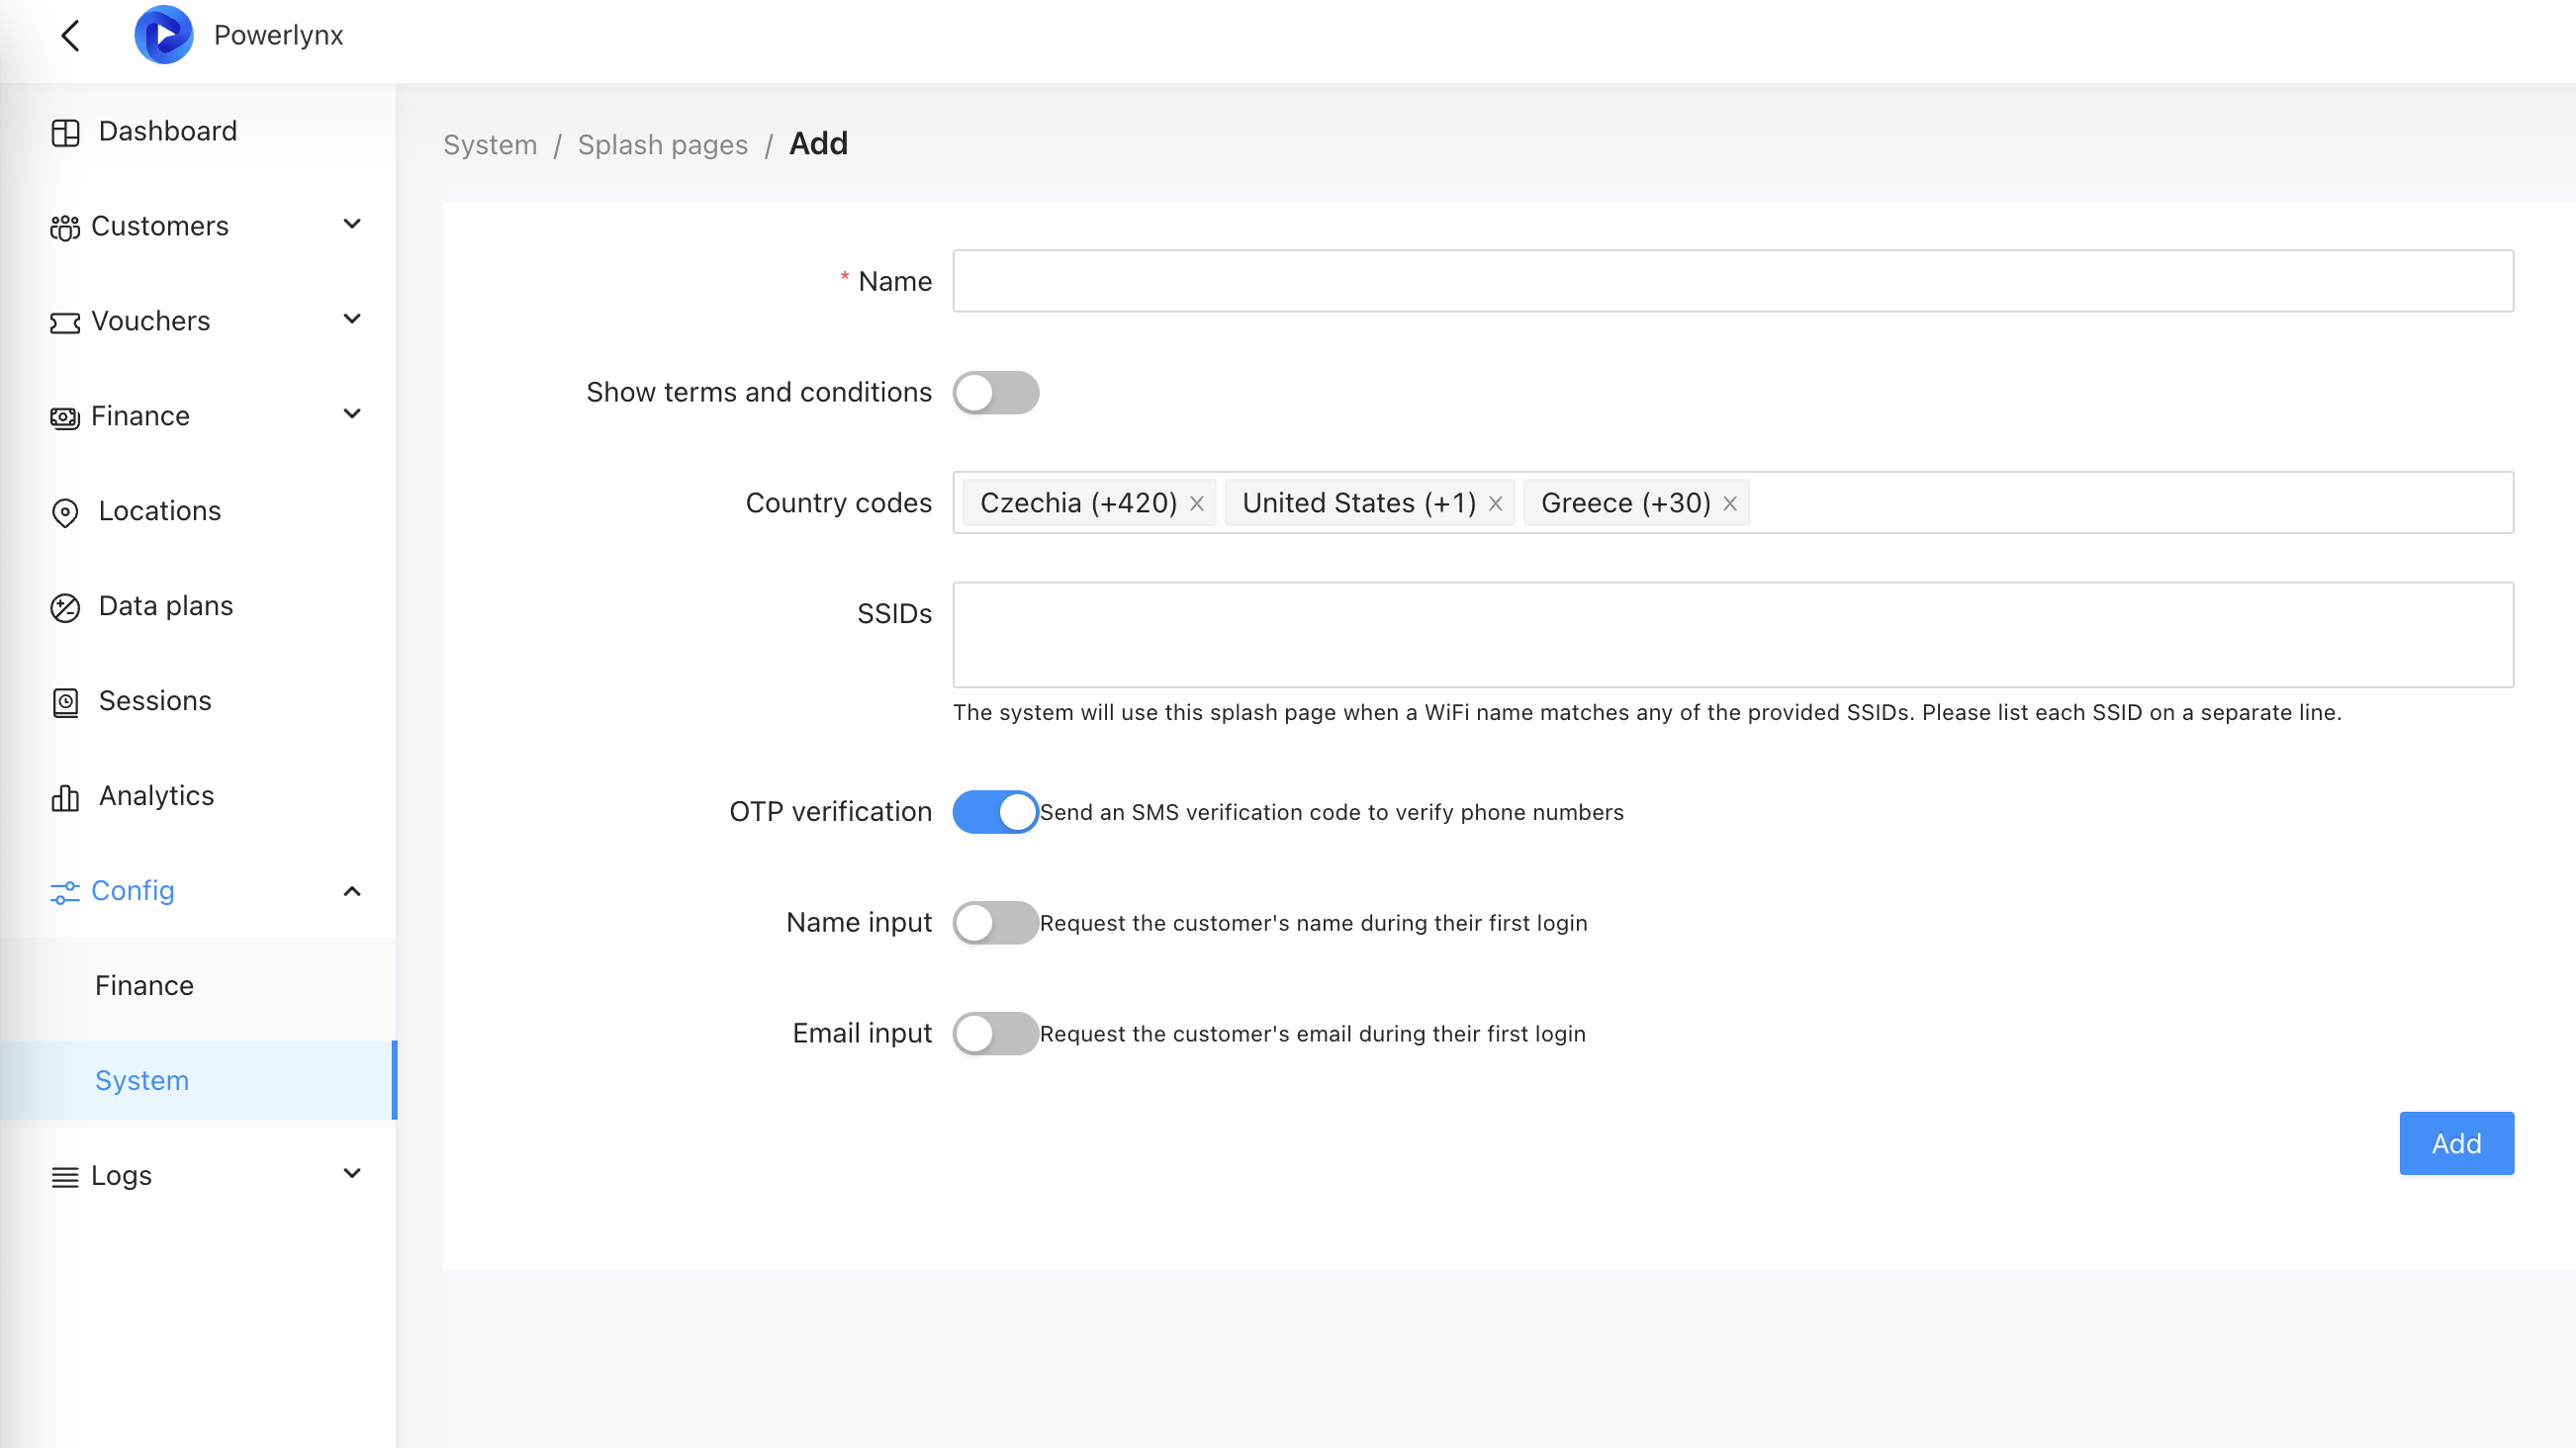 Powerlynx
Dashboard
Customers
Vouchers
Finance
Locations
Data plans
Sessions
Analytics
Config
Finance
System
Logs
System / Splash pages / Add
* Name
Show terms and conditions
Country codes Czechia (+420) United States (+1) Greece (+30)
SSIDs
The system will use this splash page when a WiFi name matches any of the provided SSIDs. Please list each SSID on a separate line.
OTP verification Send an SMS verification code to verify phone numbers
Name input Request the customer's name during their first login
Email input Request the customer's email during their first login
Add